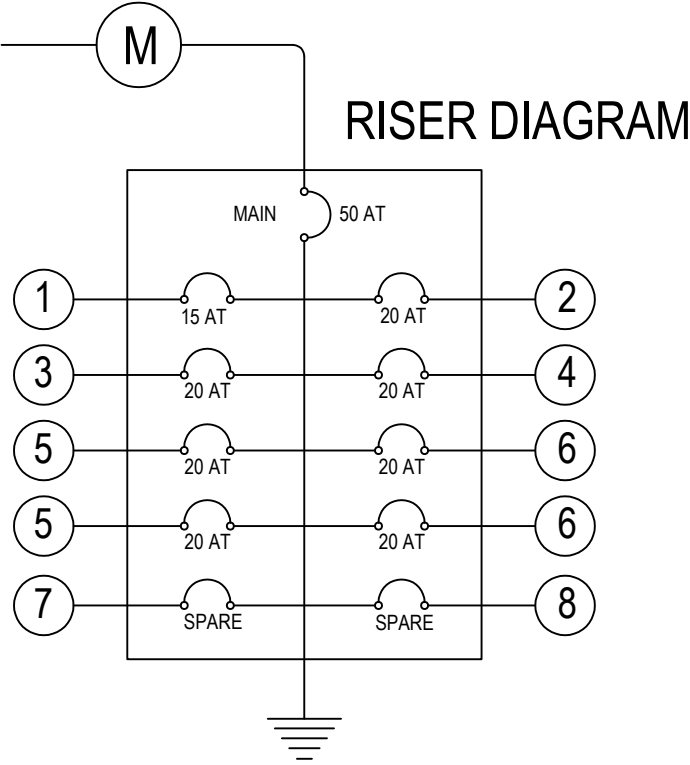 M
RISER DIAGRAM
MAIN 50 AT
1 15 AT 20 AT 2
3 20 AT 20 AT 4
5 20 AT 20 AT 6
5 20 AT 20 AT 6
7 SPARE SPARE 8